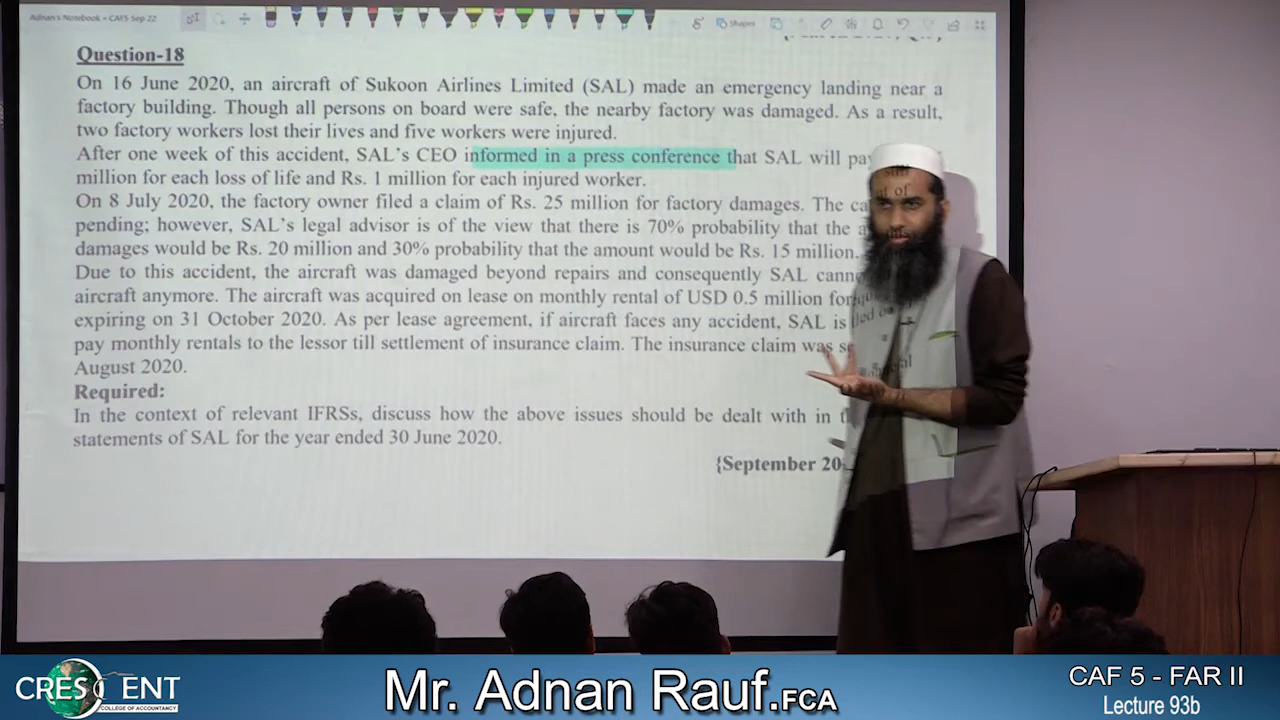 Adnan's Notebook » CAF5 Sep 22
Shapes
Question-18
On 16 June 2020, an aircraft of Sukoon Airlines Limited (SAL) made an emergency landing near a
factory building. Though all persons on board were safe, the nearby factory was damaged. As a result,
two factory workers lost their lives and five workers were injured.
After one week of this accident, SAL's CEO informed in a press conference that SAL will pay
million for each loss of life and Rs. 1 million for each injured worker.
On 8 July 2020, the factory owner filed a claim of Rs. 25 million for factory damages. The
pending; however, SAL's legal advisor is of the view that there is 70% probability that the
damages would be Rs. 20 million and 30% probability that the amount would be Rs. 15 million.
Due to this accident, the aircraft was damaged beyond repairs and consequently SAL
aircraft anymore. The aircraft was acquired on lease on monthly rental of USD 0.5 million for
expiring on 31 October 2020. As per lease agreement, if aircraft faces any accident, SAL is
pay monthly rentals to the lessor till settlement of insurance claim. The insurance claim was
August 2020.
Required:
In the context of relevant IFRSs, discuss how the above issues should be dealt with in
statements of SAL for the year ended 30 June 2020.
{September
CRESCENT
COLLEGE OF ACCOUNTANCY
Mr. Adnan Rauf.FCA
CAF 5 - FAR II
Lecture 93b